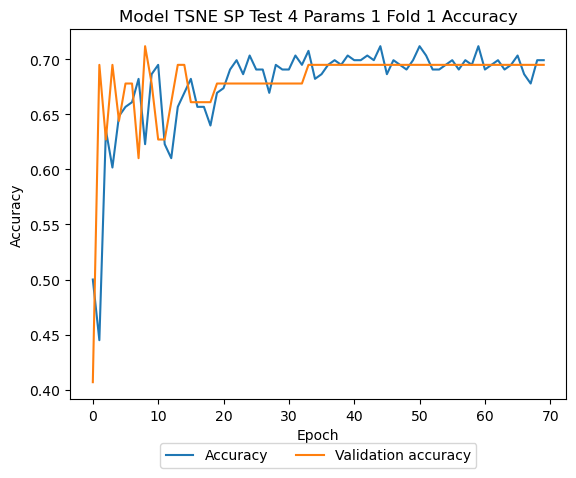 Model TSNE SP Test 4 Params 1 Fold 1 Accuracy
0.70
0.65
0.60
0.55
0.50
0.45
0.40
Accuracy
0 10 20 30 40 50 60 70
Epoch
Accuracy Validation accuracy